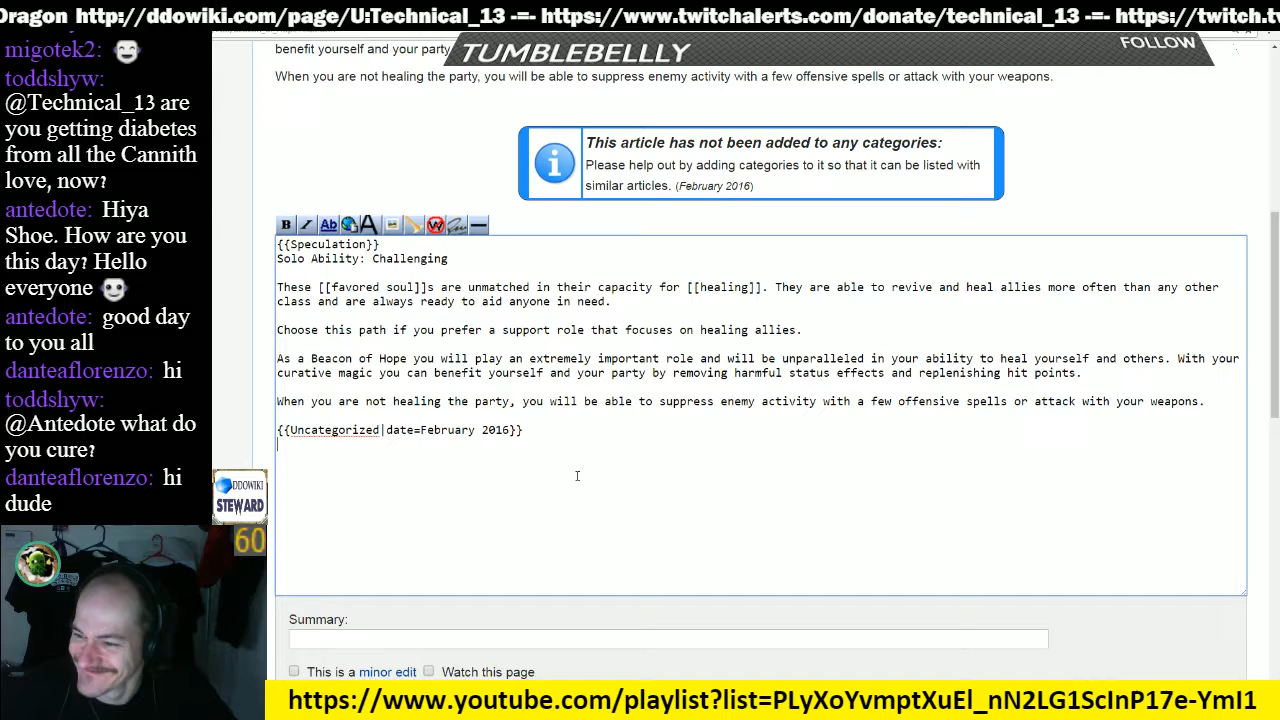 Dragon http://ddowiki.com/page/U:Technical_13 -=- https://www.twitchalerts.com/donate/technical_13 -=- https://twitch.tv
migotek2:
toddshyw:
@Technical_13 are
you getting diabetes
from all the Cannith
love, now?
antedote: Hiya
Shoe. How are you
this day? Hello
everyone
antedote: good day
to you all
danteaflorenzo: hi
toddshyw:
@Antedote what do
you cure?
danteaflorenzo: hi
dude
DDOWIKI
STEWARD
60
benefit yourself and your party
TUMBLEBELLLY
FOLLOW
When you are not healing the party, you will be able to suppress enemy activity with a few offensive spells or attack with your weapons.
This article has not been added to any categories:
Please help out by adding categories to it so that it can be listed with
similar articles. (February 2016)
B I Ab A W
{{Speculation}}
Solo Ability: Challenging
These [[favored soul]]s are unmatched in their capacity for [[healing]]. They are able to revive and heal allies more often than any other
class and are always ready to aid anyone in need.
Choose this path if you prefer a support role that focuses on healing allies.
As a Beacon of Hope you will play an extremely important role and will be unparalleled in your ability to heal yourself and others. With your
curative magic you can benefit yourself and your party by removing harmful status effects and replenishing hit points.
When you are not healing the party, you will be able to suppress enemy activity with a few offensive spells or attack with your weapons.
{{Uncategorized|date=February 2016}}
Summary:
This is a minor edit Watch this page
https://www.youtube.com/playlist?list=PLyXoYvmptXuEl_nN2LG1ScInP17e-YmI1